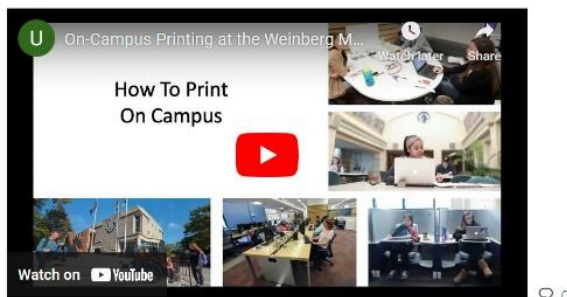 U On-Campus Printing at the Weinberg M...
Watch later Share
How To Print
On Campus
Watch on YouTube